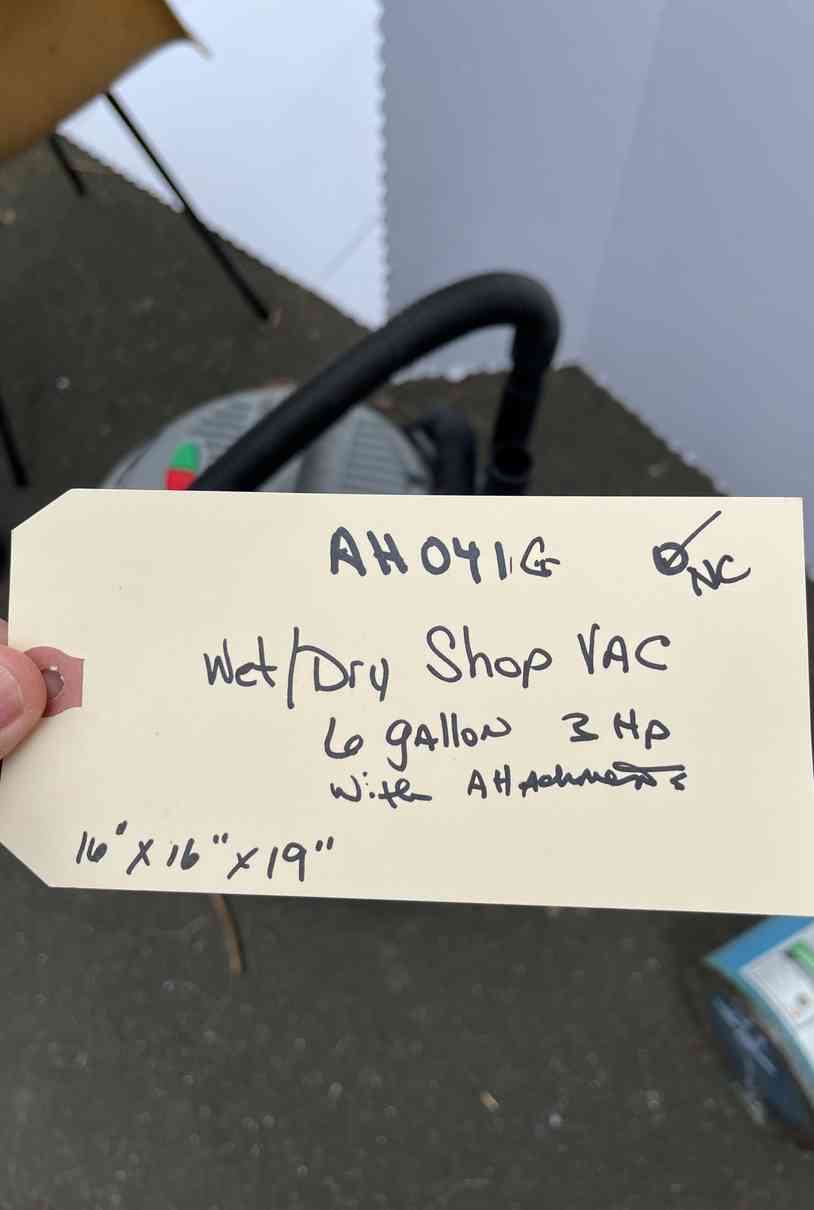 AH041G NC
Wet/Dry Shop VAC
6 gallon 3 HP
With Attachments
16" x 16" x 19"